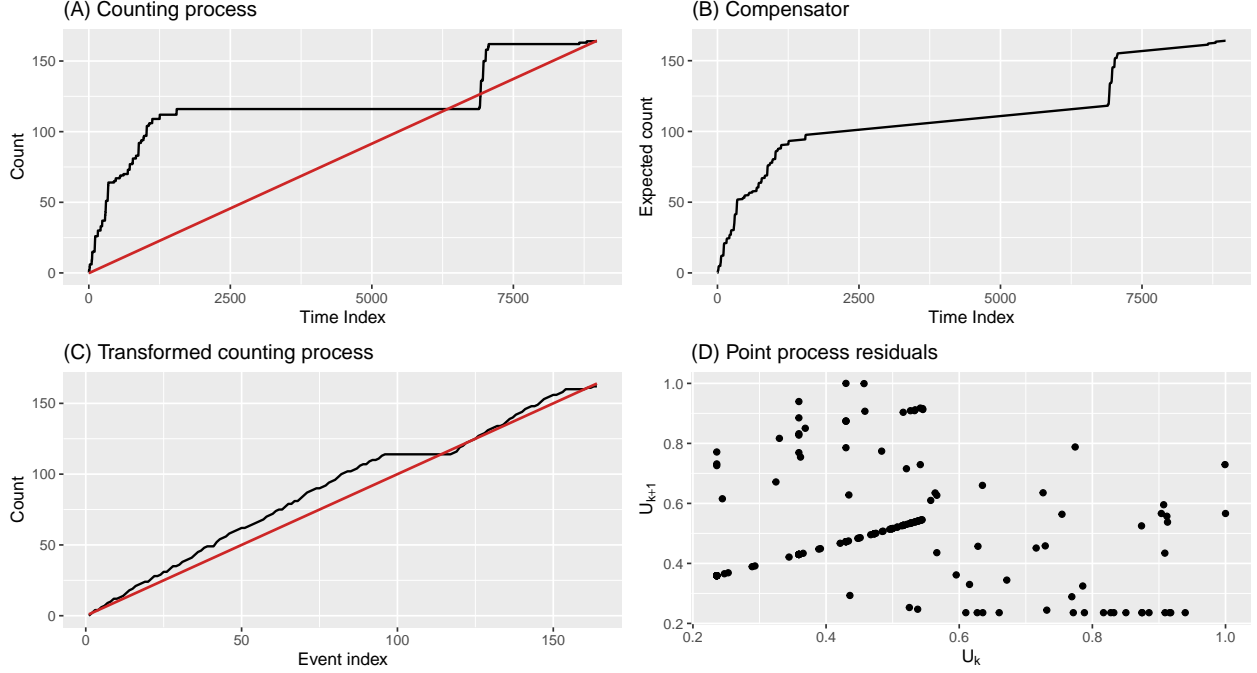 (A) Counting process
Count
150
100
50
0
0 2500 5000 7500
Time Index
(B) Compensator
Expected count
150
100
50
0
0 2500 5000 7500
Time Index
(C) Transformed counting process
Count
150
100
50
0
0 50 100 150
Event index
(D) Point process residuals
U_{k+1}
1.0
0.8
0.6
0.4
0.2
0.2 0.4 0.6 0.8 1.0
U_k